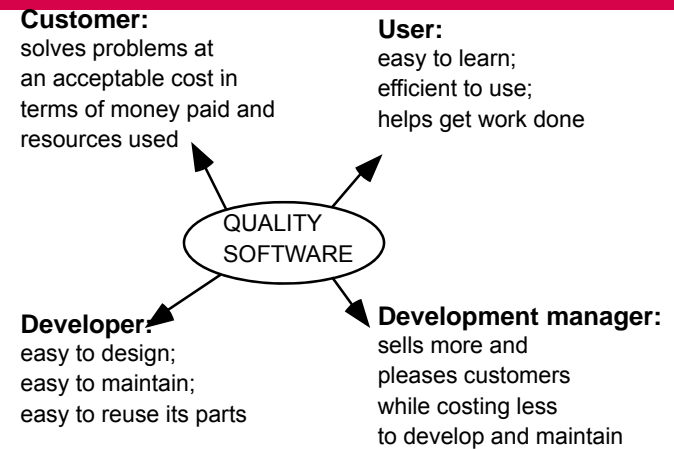 Customer:
solves problems at
an acceptable cost in
terms of money paid and
resources used
User:
easy to learn;
efficient to use;
helps get work done
QUALITY
SOFTWARE
Developer:
easy to design;
easy to maintain;
easy to reuse its parts
Development manager:
sells more and
pleases customers
while costing less
to develop and maintain